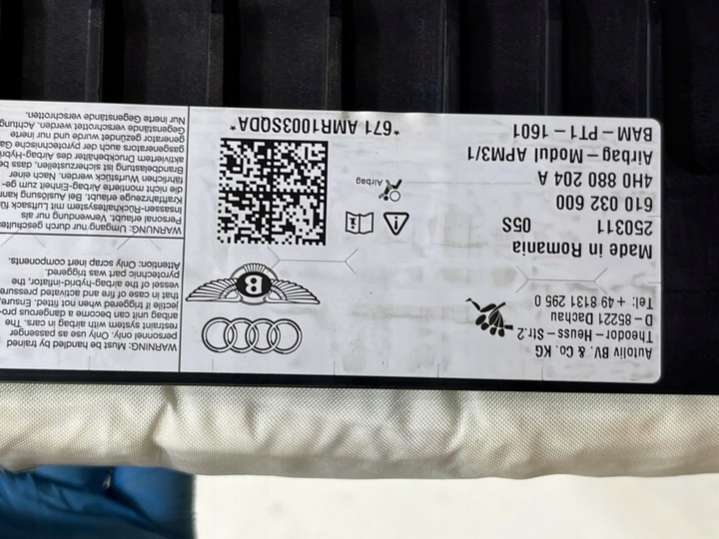 Autoliv BV. & Co. KG
Theodor – Heuss – Str.2
D – 85221 Dachau
Tel: + 49 8131 295 0
Made in Romania
250311 05S
610 032 600
4H0 880 204 A
Airbag – Modul APM3/1
BAM – PT1 – 1601
B
Airbag
*671 AMR1003SQDA*
WARNING: Must be handled by trained
personnel only. Only use as passenger
restraint system with airbag in cars. The
airbag unit can become a dangerous pro-
jectile if triggered when not fitted. Ensure,
that in case of fire and activated pressure
vessel of the airbag-hybrid-inflator, the
pyrotechnic part was triggered.
Attention: Only scrap their components.
WARNUNG: Umgang nur durch geschultes
Personal erlaubt. Verwendung nur als
Insassen-Rückhaltesystem mit Luftsack für
Kraftfahrzeuge erlaubt. Bei Auslösung kann
die nicht montierte Airbag-Einheit zum ge-
fährlichen Wurfstück werden. Nach einer
Brandbelastung ist sicherzustellen, dass bei
aktiviertem Druckbehälter des Airbag-Hybrid-
gasgenerators auch der pyrotechnische Gas
generator gezündet wurde und nur inerte
Gegenstände verschrottet werden. Achtung:
Nur inerte Gegenstände verschrotten.